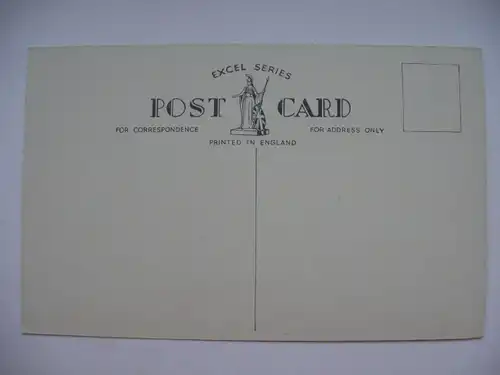 EXCEL SERIES
POST CARD
FOR CORRESPONDENCE FOR ADDRESS ONLY
PRINTED IN ENGLAND